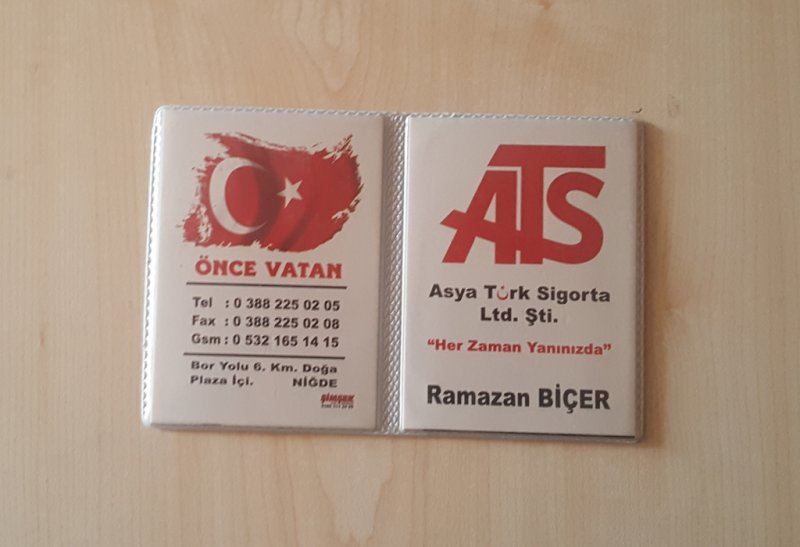 ÖNCE VATAN
Tel : 0 388 225 02 05
Fax : 0 388 225 02 08
Gsm : 0 532 165 14 15
Bor Yolu 6. Km. Doğa
Plaza İçi. NİĞDE
şimşek
ATS
Asya Türk Sigorta
Ltd. Şti.
“Her Zaman Yanınızda”
Ramazan BİÇER